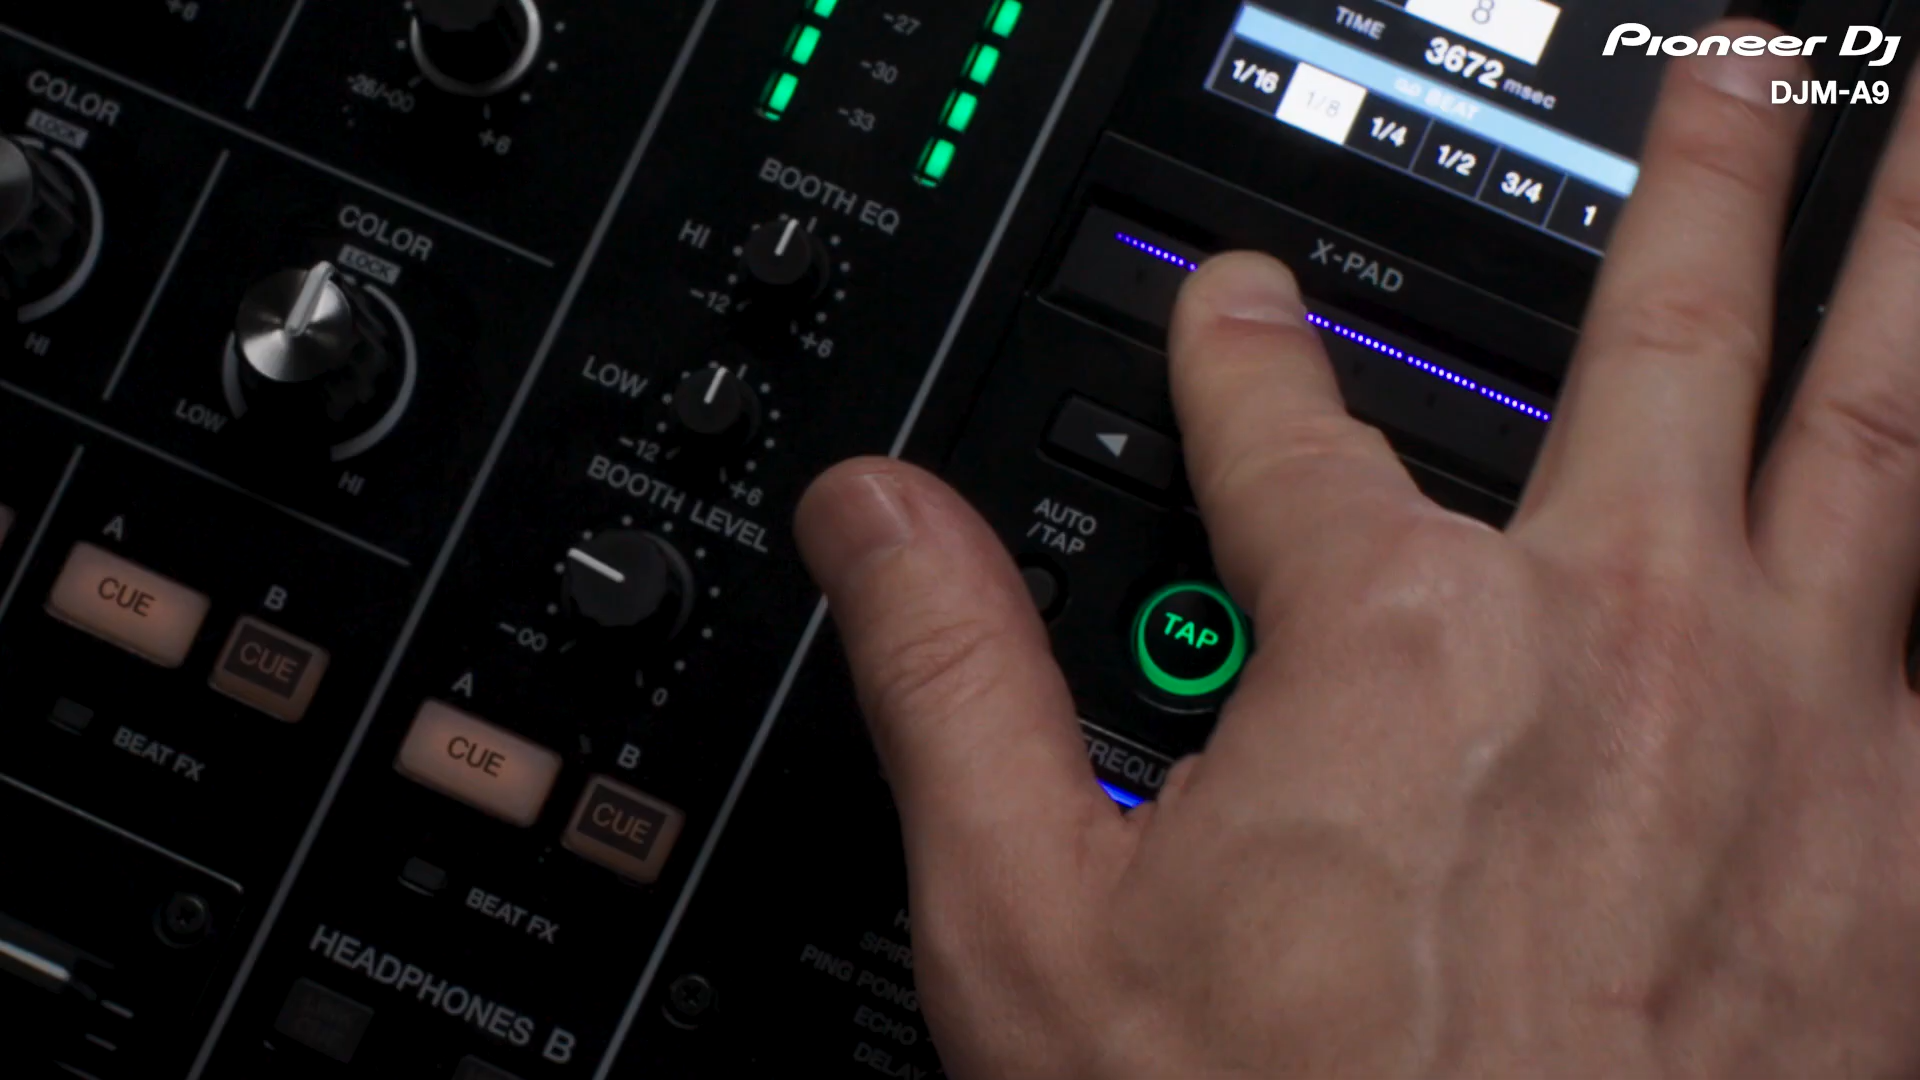 Pioneer Dj
DJM-A9
+6
-26/-∞
+6
-27
-30
-33
8
TIME
3672 msec
BEAT
1/16
1/8
1/4
1/2
3/4
1
COLOR
LOCK
HI
COLOR
LOCK
LOW
HI
BOOTH EQ
HI
-12
+6
LOW
-12
+6
BOOTH LEVEL
-∞
0
X-PAD
AUTO
/TAP
TAP
A
CUE
B
CUE
BEAT FX
A
CUE
B
CUE
BEAT FX
HEADPHONES B
PING PONG
ECHO
DELAY